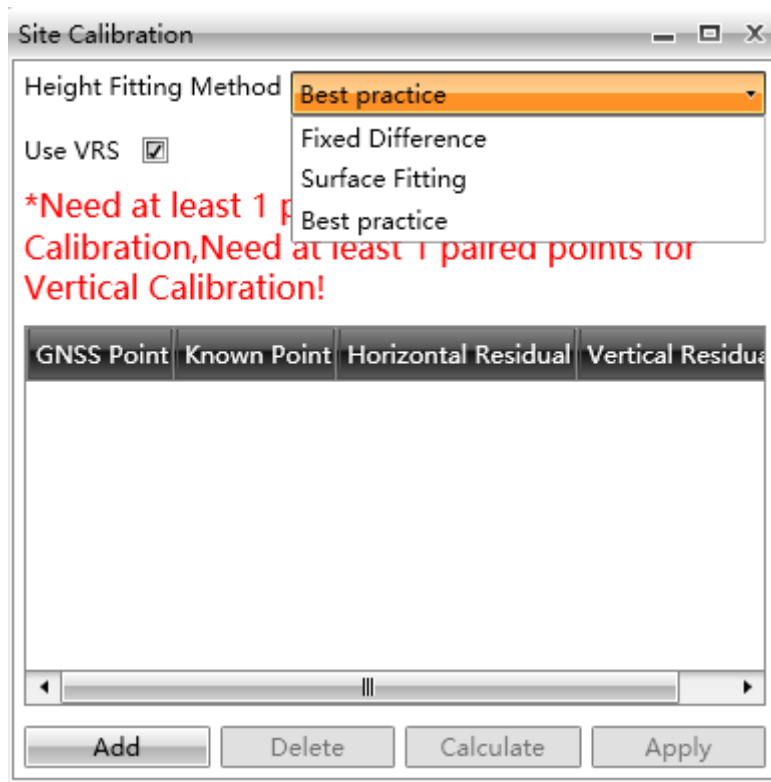 Site Calibration
Height Fitting Method Best practice
Fixed Difference
Use VRS
Surface Fitting
Best practice
*Need at least 1
Calibration,Need at least 1 paired points for
Vertical Calibration!
GNSS Point Known Point Horizontal Residual Vertical
Add Delete Calculate Apply